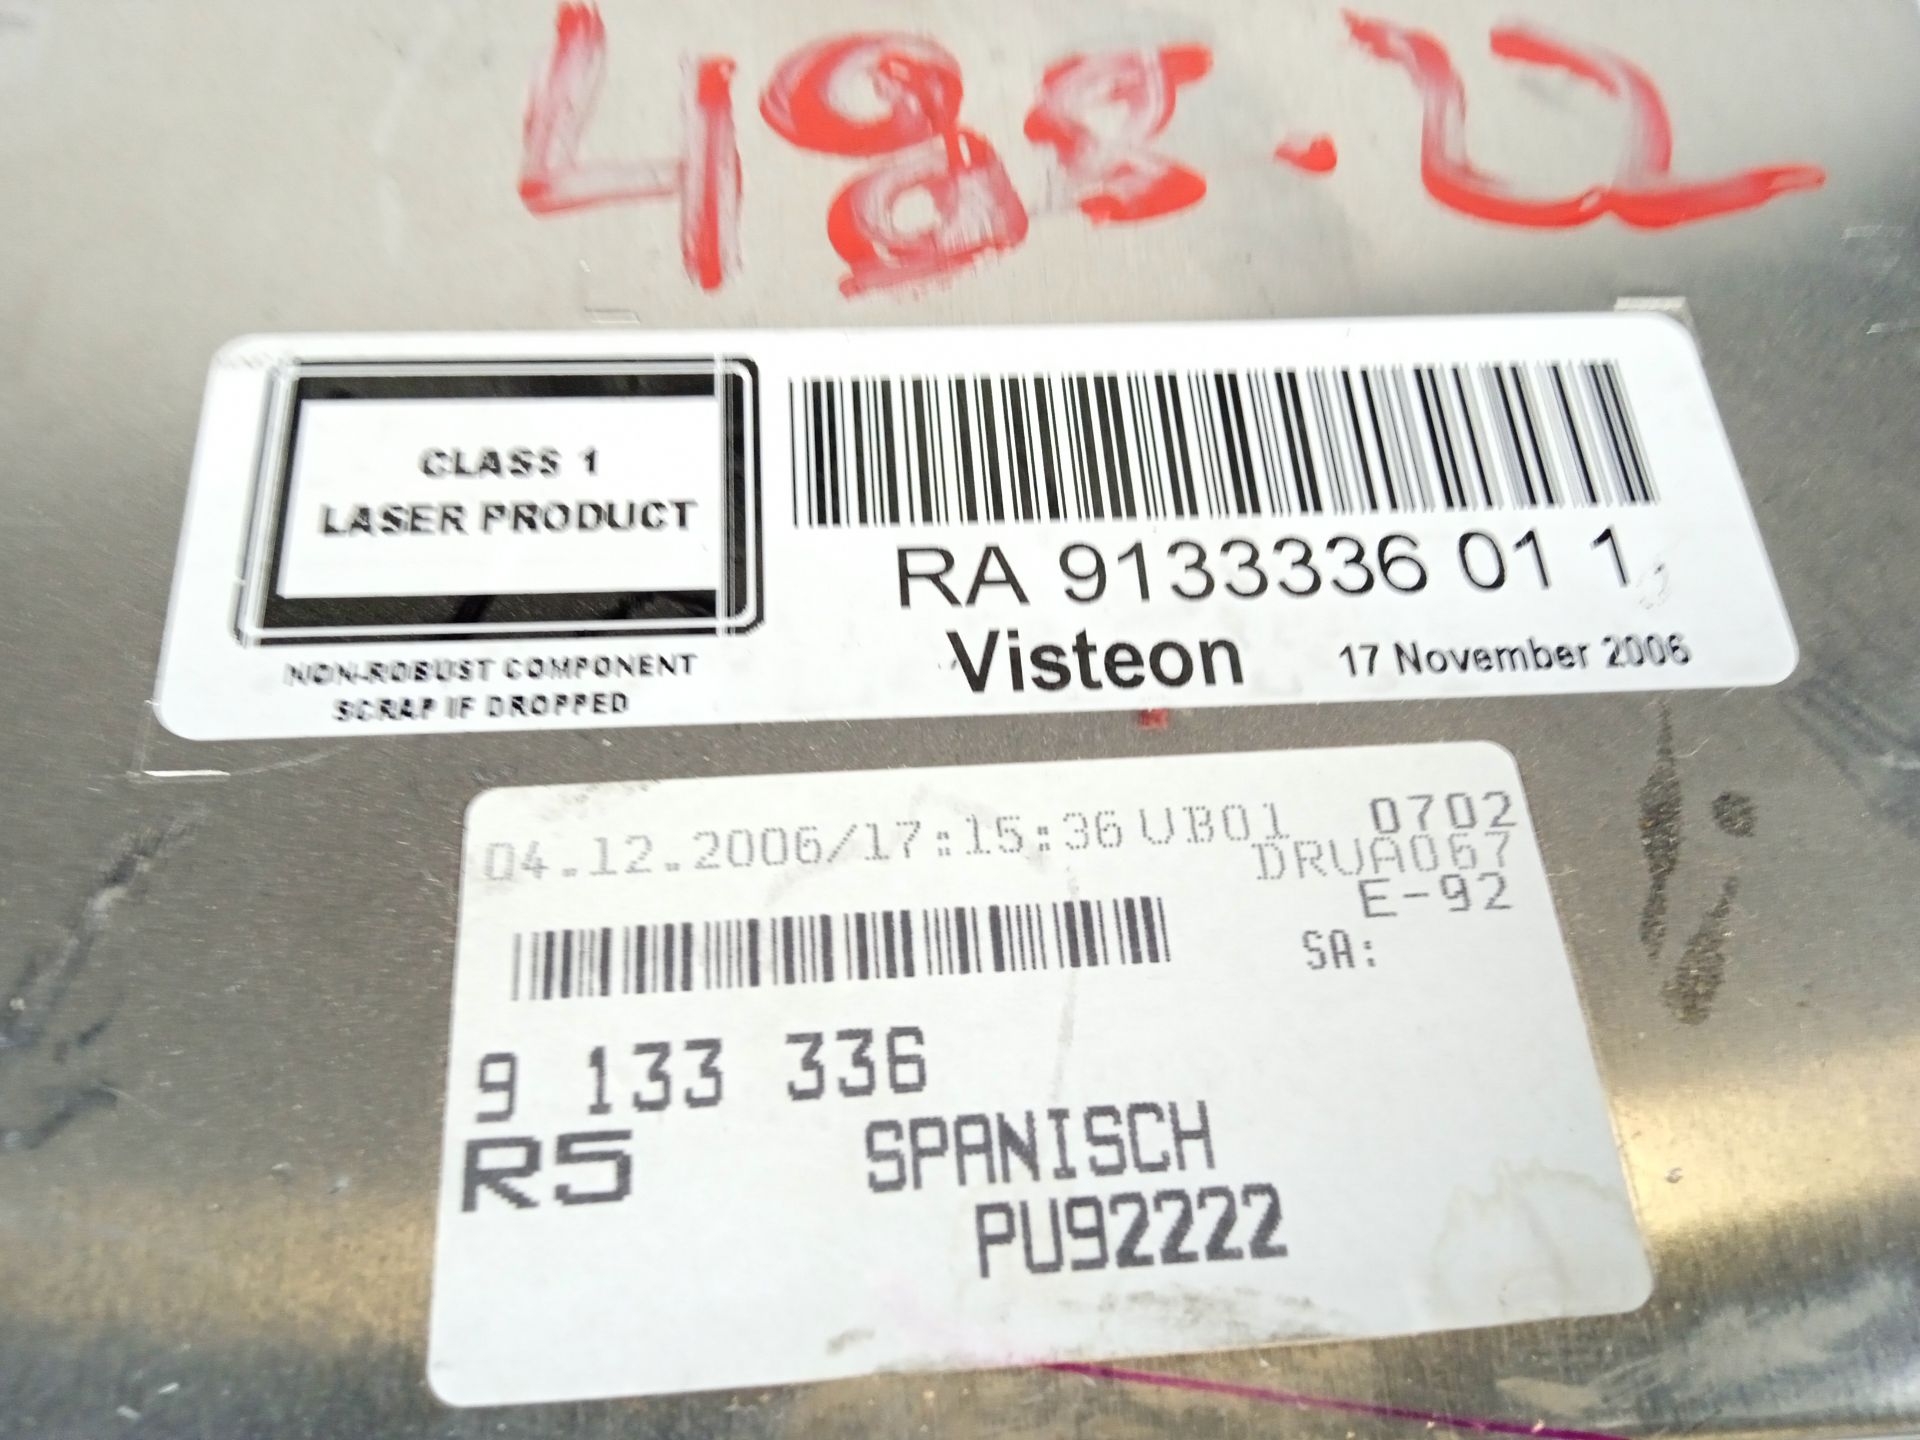 488-22
CLASS 1
LASER PRODUCT
NON-ROBUST COMPONENT
SCRAP IF DROPPED
RA 9133336 01 1
Visteon 17 November 2006
04.12.2006/17:15:36 UB01 0702
DRUA067
E-92
SA:
9 133 336
R5 SPANISCH
PU92222